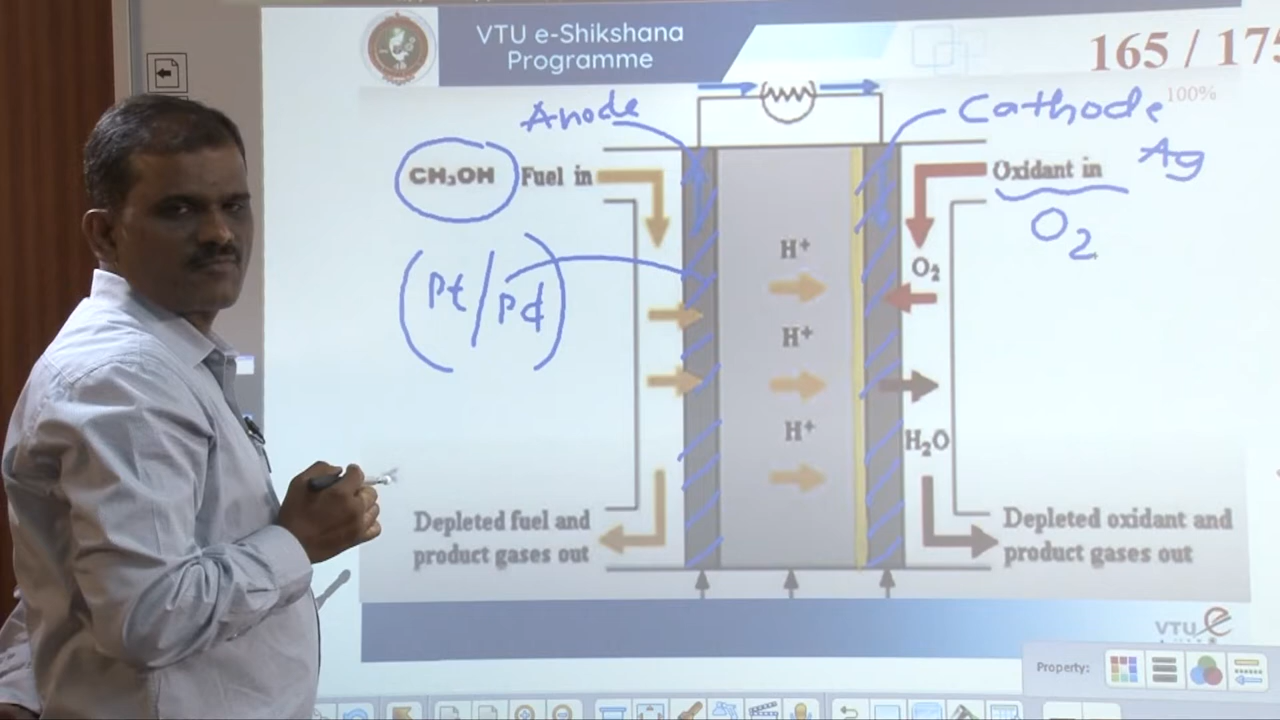 VTU e-Shikshana
Programme
165 / 175
100%
Anode
Cathode
CH₃OH Fuel in
Oxidant in
Ag
O₂
(Pt/Pd)
H⁺
O₂
H⁺
H⁺
H₂O
Depleted fuel and
product gases out
Depleted oxidant and
product gases out
VTU e
Property: